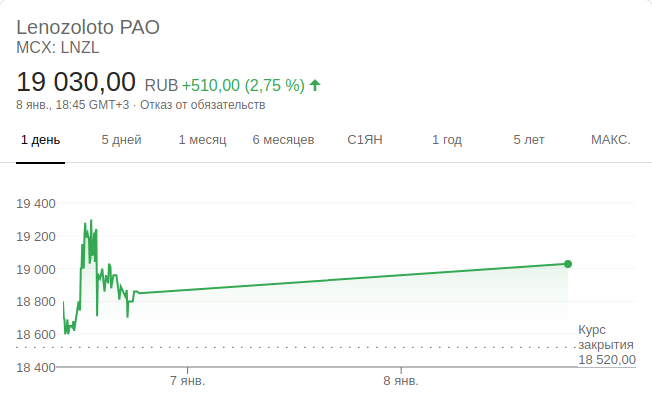 Lenozoloto PAO
MCX: LNZL
19 030,00 RUB +510,00 (2,75 %)
8 янв., 18:45 GMT+3 · Отказ от обязательств
1 день 5 дней 1 месяц 6 месяцев С1ЯН 1 год 5 лет МАКС.
19 400
19 200
19 000
18 800
18 600
18 400
Курс
закрытия
18 520,00
7 янв. 8 янв.